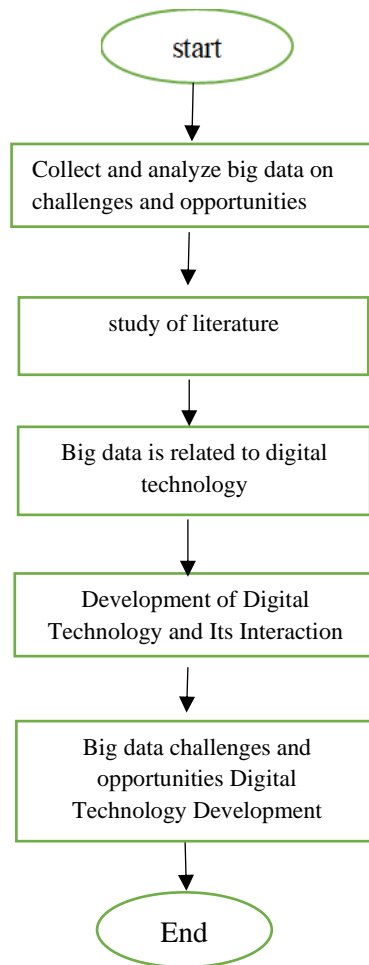 start
Collect and analyze big data on
challenges and opportunities
study of literature
Big data is related to digital
technology
Development of Digital
Technology and Its Interaction
Big data challenges and
opportunities Digital
Technology Development
End